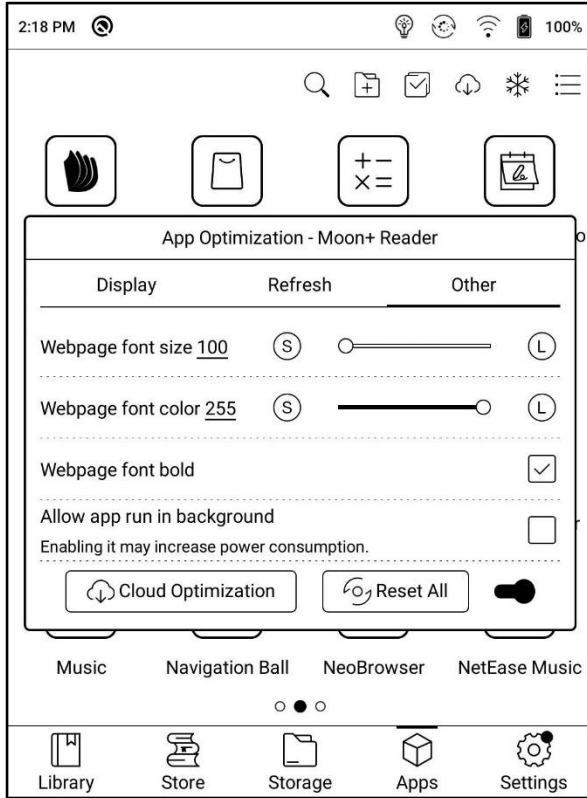 2:18 PM
100%
App Optimization - Moon+ Reader
Display Refresh Other
Webpage font size 100 S L
Webpage font color 255 S L
Webpage font bold
Allow app run in background
Enabling it may increase power consumption.
Cloud Optimization Reset All
Music Navigation Ball NeoBrowser NetEase Music
Library Store Storage Apps Settings